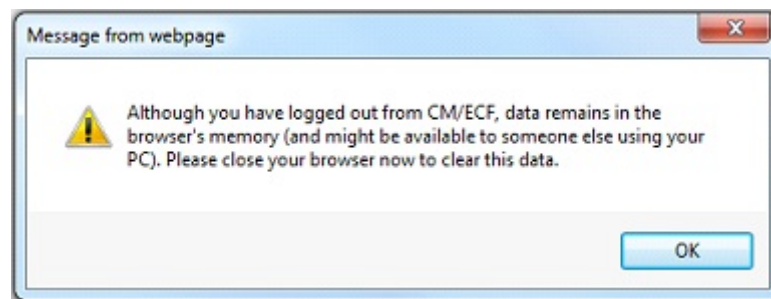 Message from webpage
Although you have logged out from CM/ECF, data remains in the
browser's memory (and might be available to someone else using your
PC). Please close your browser now to clear this data.
OK